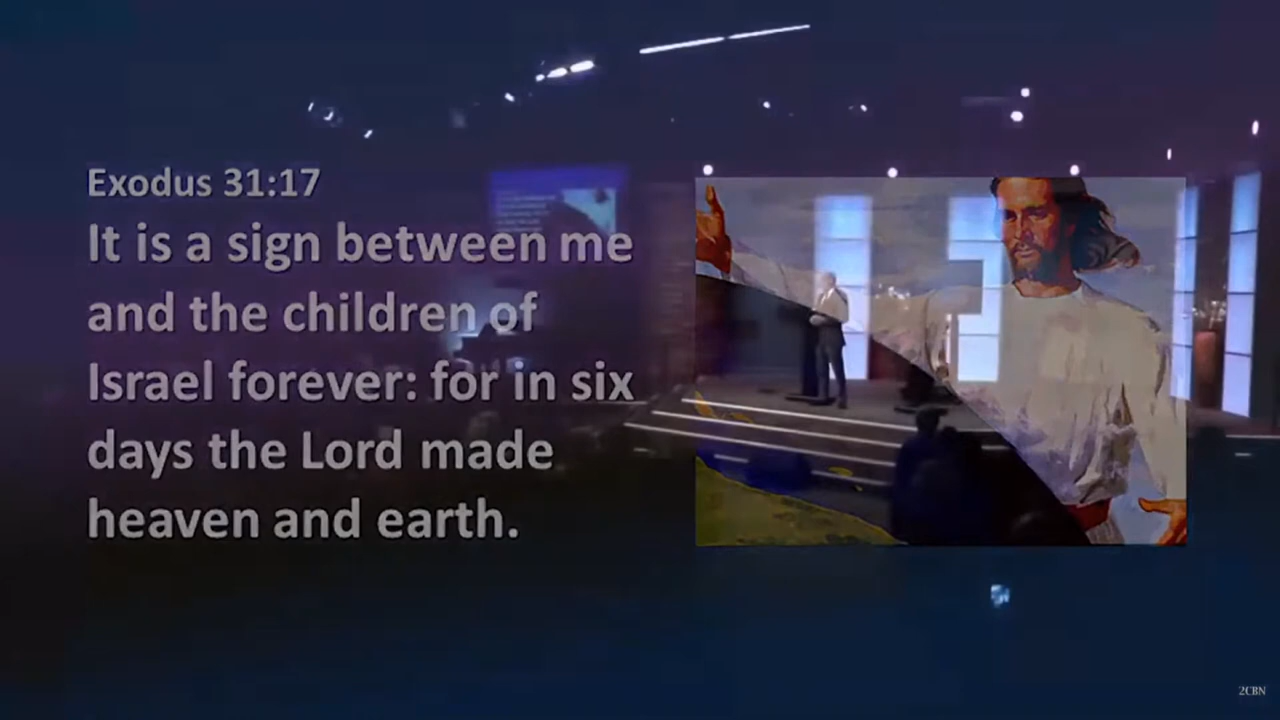 Exodus 31:17
It is a sign between me
and the children of
Israel forever: for in six
days the Lord made
heaven and earth.
2CBN